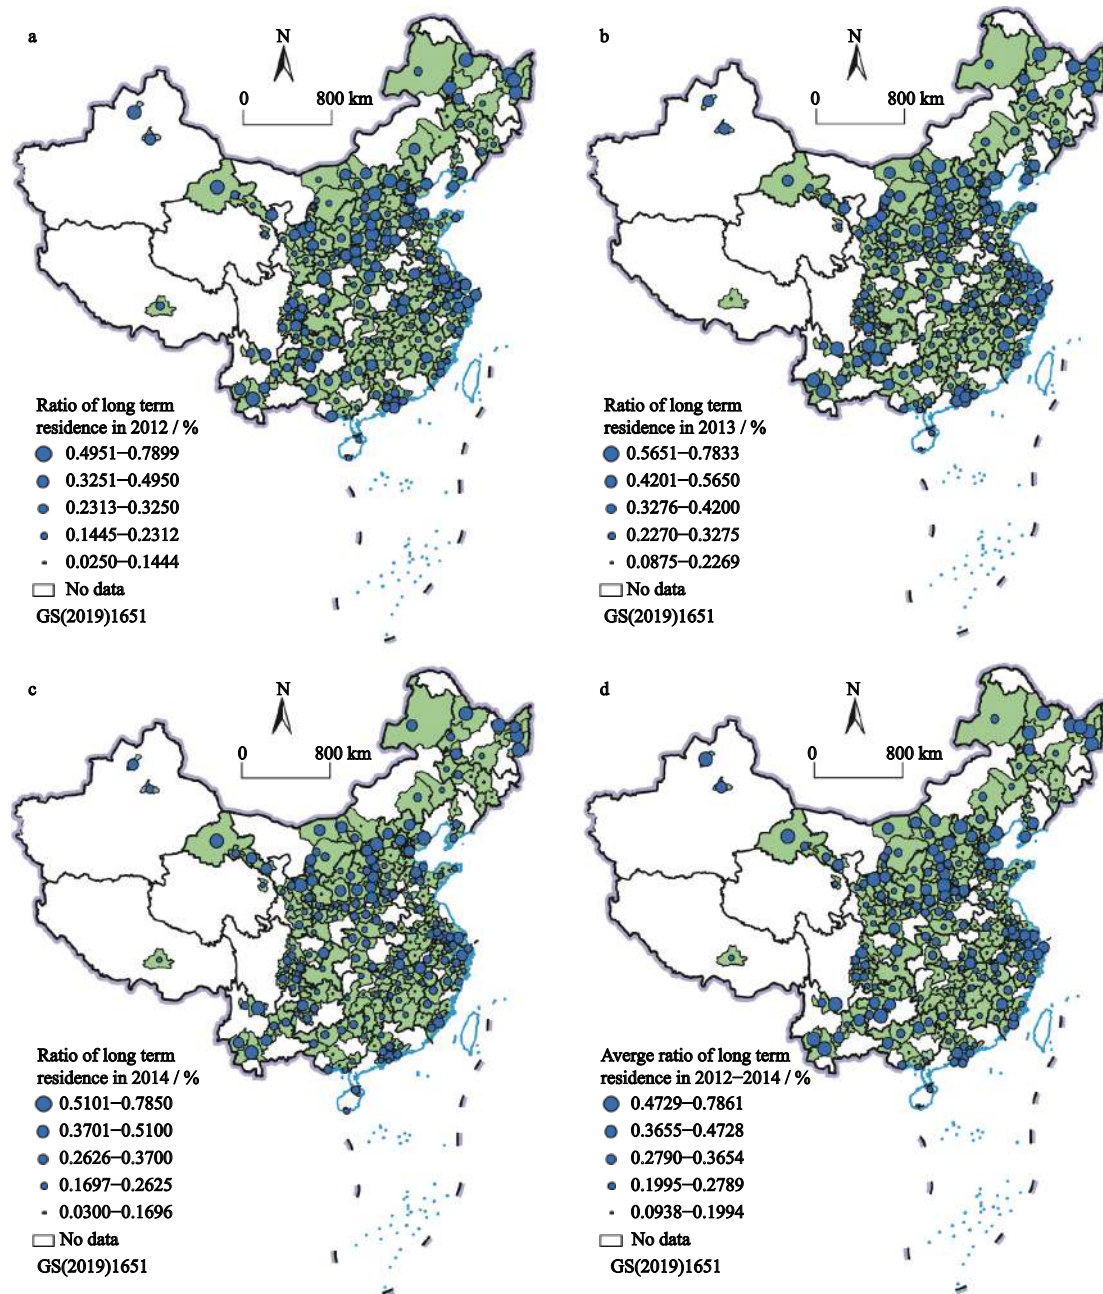 a
N
0 800 km
Ratio of long term
residence in 2012 / %
0.4951–0.7899
0.3251–0.4950
0.2313–0.3250
0.1445–0.2312
0.0250–0.1444
No data
GS(2019)1651
b
N
0 800 km
Ratio of long term
residence in 2013 / %
0.5651–0.7833
0.4201–0.5650
0.3276–0.4200
0.2270–0.3275
0.0875–0.2269
No data
GS(2019)1651
c
N
0 800 km
Ratio of long term
residence in 2014 / %
0.5101–0.7850
0.3701–0.5100
0.2626–0.3700
0.1697–0.2625
0.0300–0.1696
No data
GS(2019)1651
d
N
0 800 km
Averge ratio of long term
residence in 2012–2014 / %
0.4729–0.7861
0.3655–0.4728
0.2790–0.3654
0.1995–0.2789
0.0938–0.1994
No data
GS(2019)1651